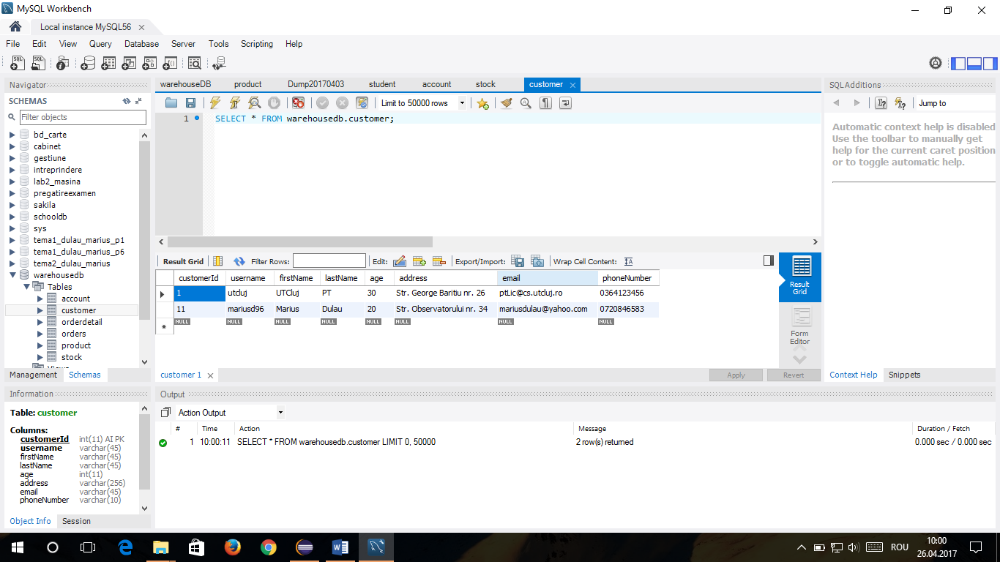 MySQL Workbench
Local instance MySQL56
File Edit View Query Database Server Tools Scripting Help
Navigator
SCHEMAS
Filter objects
bd_carte
cabinet
gestiune
intreprindere
lab2_masina
pregatireexamen
sakila
schooldb
sys
tema1_dulau_marius_p1
tema1_dulau_marius_p6
tema2_dulau_marius
warehousedb
Tables
account
customer
orderdetail
orders
product
stock
Views
Management Schemas
Information
Table: customer
Columns:
customerId int(11) AI PK
username varchar(45)
firstName varchar(45)
lastName varchar(45)
age int(11)
address varchar(256)
email varchar(45)
phoneNumber varchar(10)
Object Info Session
warehouseDB product Dump20170403 student account stock customer
Limit to 50000 rows
1 SELECT * FROM warehousedb.customer;
Result Grid Filter Rows: Edit: Export/Import: Wrap Cell Content:
customerId username firstName lastName age address email phoneNumber
1 utcluj UTCluj PT 30 Str. George Baritiu nr. 26 ptLic@cs.utcluj.ro 0364123456
11 mariusd96 Marius Dulau 20 Str. Observatorului nr. 34 mariusdulau@yahoo.com 0720846583
NULL NULL NULL NULL NULL NULL NULL NULL
Result
Grid
Form
Editor
customer 1
Apply Revert
SQLAdditions
Jump to
Automatic context help is disabled
Use the toolbar to manually get
help for the current caret position
or to toggle automatic help.
Context Help Snippets
Output
Action Output
# Time Action Message Duration / Fetch
1 10:00:11 SELECT * FROM warehousedb.customer LIMIT 0, 50000 2 row(s) returned 0.000 sec / 0.000 sec
ROU
10:00
26.04.2017